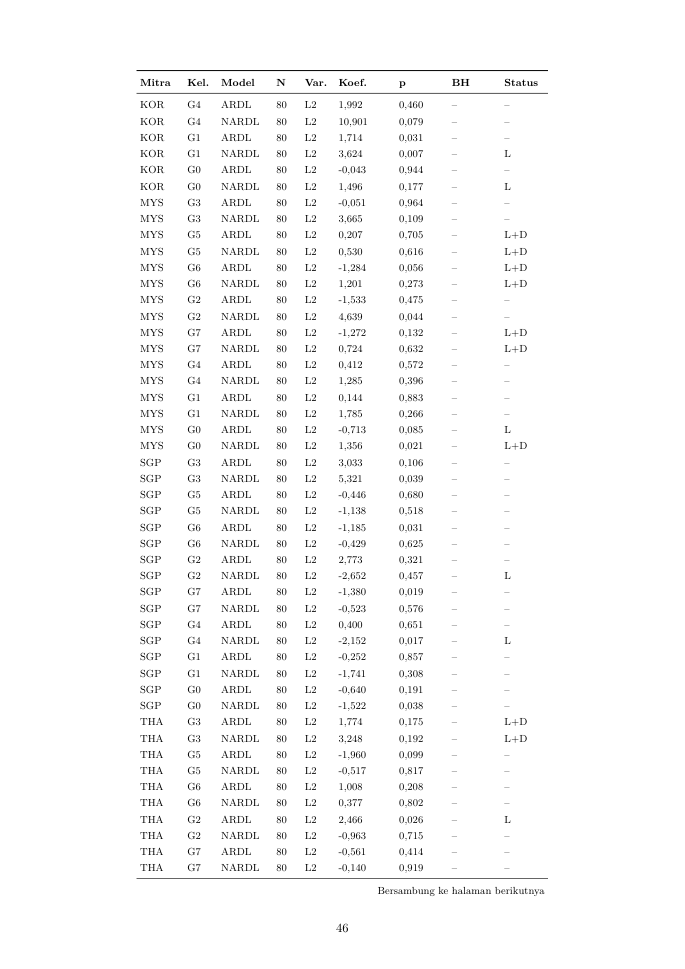 Mitra Kel. Model N Var. Koef. p BH Status
KOR G4 ARDL 80 L2 1,992 0,460 – –
KOR G4 NARDL 80 L2 10,901 0,079 – –
KOR G1 ARDL 80 L2 1,714 0,031 – –
KOR G1 NARDL 80 L2 3,624 0,007 – L
KOR G0 ARDL 80 L2 -0,043 0,944 – –
KOR G0 NARDL 80 L2 1,496 0,177 – L
MYS G3 ARDL 80 L2 -0,051 0,964 – –
MYS G3 NARDL 80 L2 3,665 0,109 – –
MYS G5 ARDL 80 L2 0,207 0,705 – L+D
MYS G5 NARDL 80 L2 0,530 0,616 – L+D
MYS G6 ARDL 80 L2 -1,284 0,056 – L+D
MYS G6 NARDL 80 L2 1,201 0,273 – L+D
MYS G2 ARDL 80 L2 -1,533 0,475 – –
MYS G2 NARDL 80 L2 4,639 0,044 – –
MYS G7 ARDL 80 L2 -1,272 0,132 – L+D
MYS G7 NARDL 80 L2 0,724 0,632 – L+D
MYS G4 ARDL 80 L2 0,412 0,572 – –
MYS G4 NARDL 80 L2 1,285 0,396 – –
MYS G1 ARDL 80 L2 0,144 0,883 – –
MYS G1 NARDL 80 L2 1,785 0,266 – –
MYS G0 ARDL 80 L2 -0,713 0,085 – L
MYS G0 NARDL 80 L2 1,356 0,021 – L+D
SGP G3 ARDL 80 L2 3,033 0,106 – –
SGP G3 NARDL 80 L2 5,321 0,039 – –
SGP G5 ARDL 80 L2 -0,446 0,680 – –
SGP G5 NARDL 80 L2 -1,138 0,518 – –
SGP G6 ARDL 80 L2 -1,185 0,031 – –
SGP G6 NARDL 80 L2 -0,429 0,625 – –
SGP G2 ARDL 80 L2 2,773 0,321 – –
SGP G2 NARDL 80 L2 -2,652 0,457 – L
SGP G7 ARDL 80 L2 -1,380 0,019 – –
SGP G7 NARDL 80 L2 -0,523 0,576 – –
SGP G4 ARDL 80 L2 0,400 0,651 – –
SGP G4 NARDL 80 L2 -2,152 0,017 – L
SGP G1 ARDL 80 L2 -0,252 0,857 – –
SGP G1 NARDL 80 L2 -1,741 0,308 – –
SGP G0 ARDL 80 L2 -0,640 0,191 – –
SGP G0 NARDL 80 L2 -1,522 0,038 – –
THA G3 ARDL 80 L2 1,774 0,175 – L+D
THA G3 NARDL 80 L2 3,248 0,192 – L+D
THA G5 ARDL 80 L2 -1,960 0,099 – –
THA G5 NARDL 80 L2 -0,517 0,817 – –
THA G6 ARDL 80 L2 1,008 0,208 – –
THA G6 NARDL 80 L2 0,377 0,802 – –
THA G2 ARDL 80 L2 2,466 0,026 – L
THA G2 NARDL 80 L2 -0,963 0,715 – –
THA G7 ARDL 80 L2 -0,561 0,414 – –
THA G7 NARDL 80 L2 -0,140 0,919 – –
Bersambung ke halaman berikutnya
46